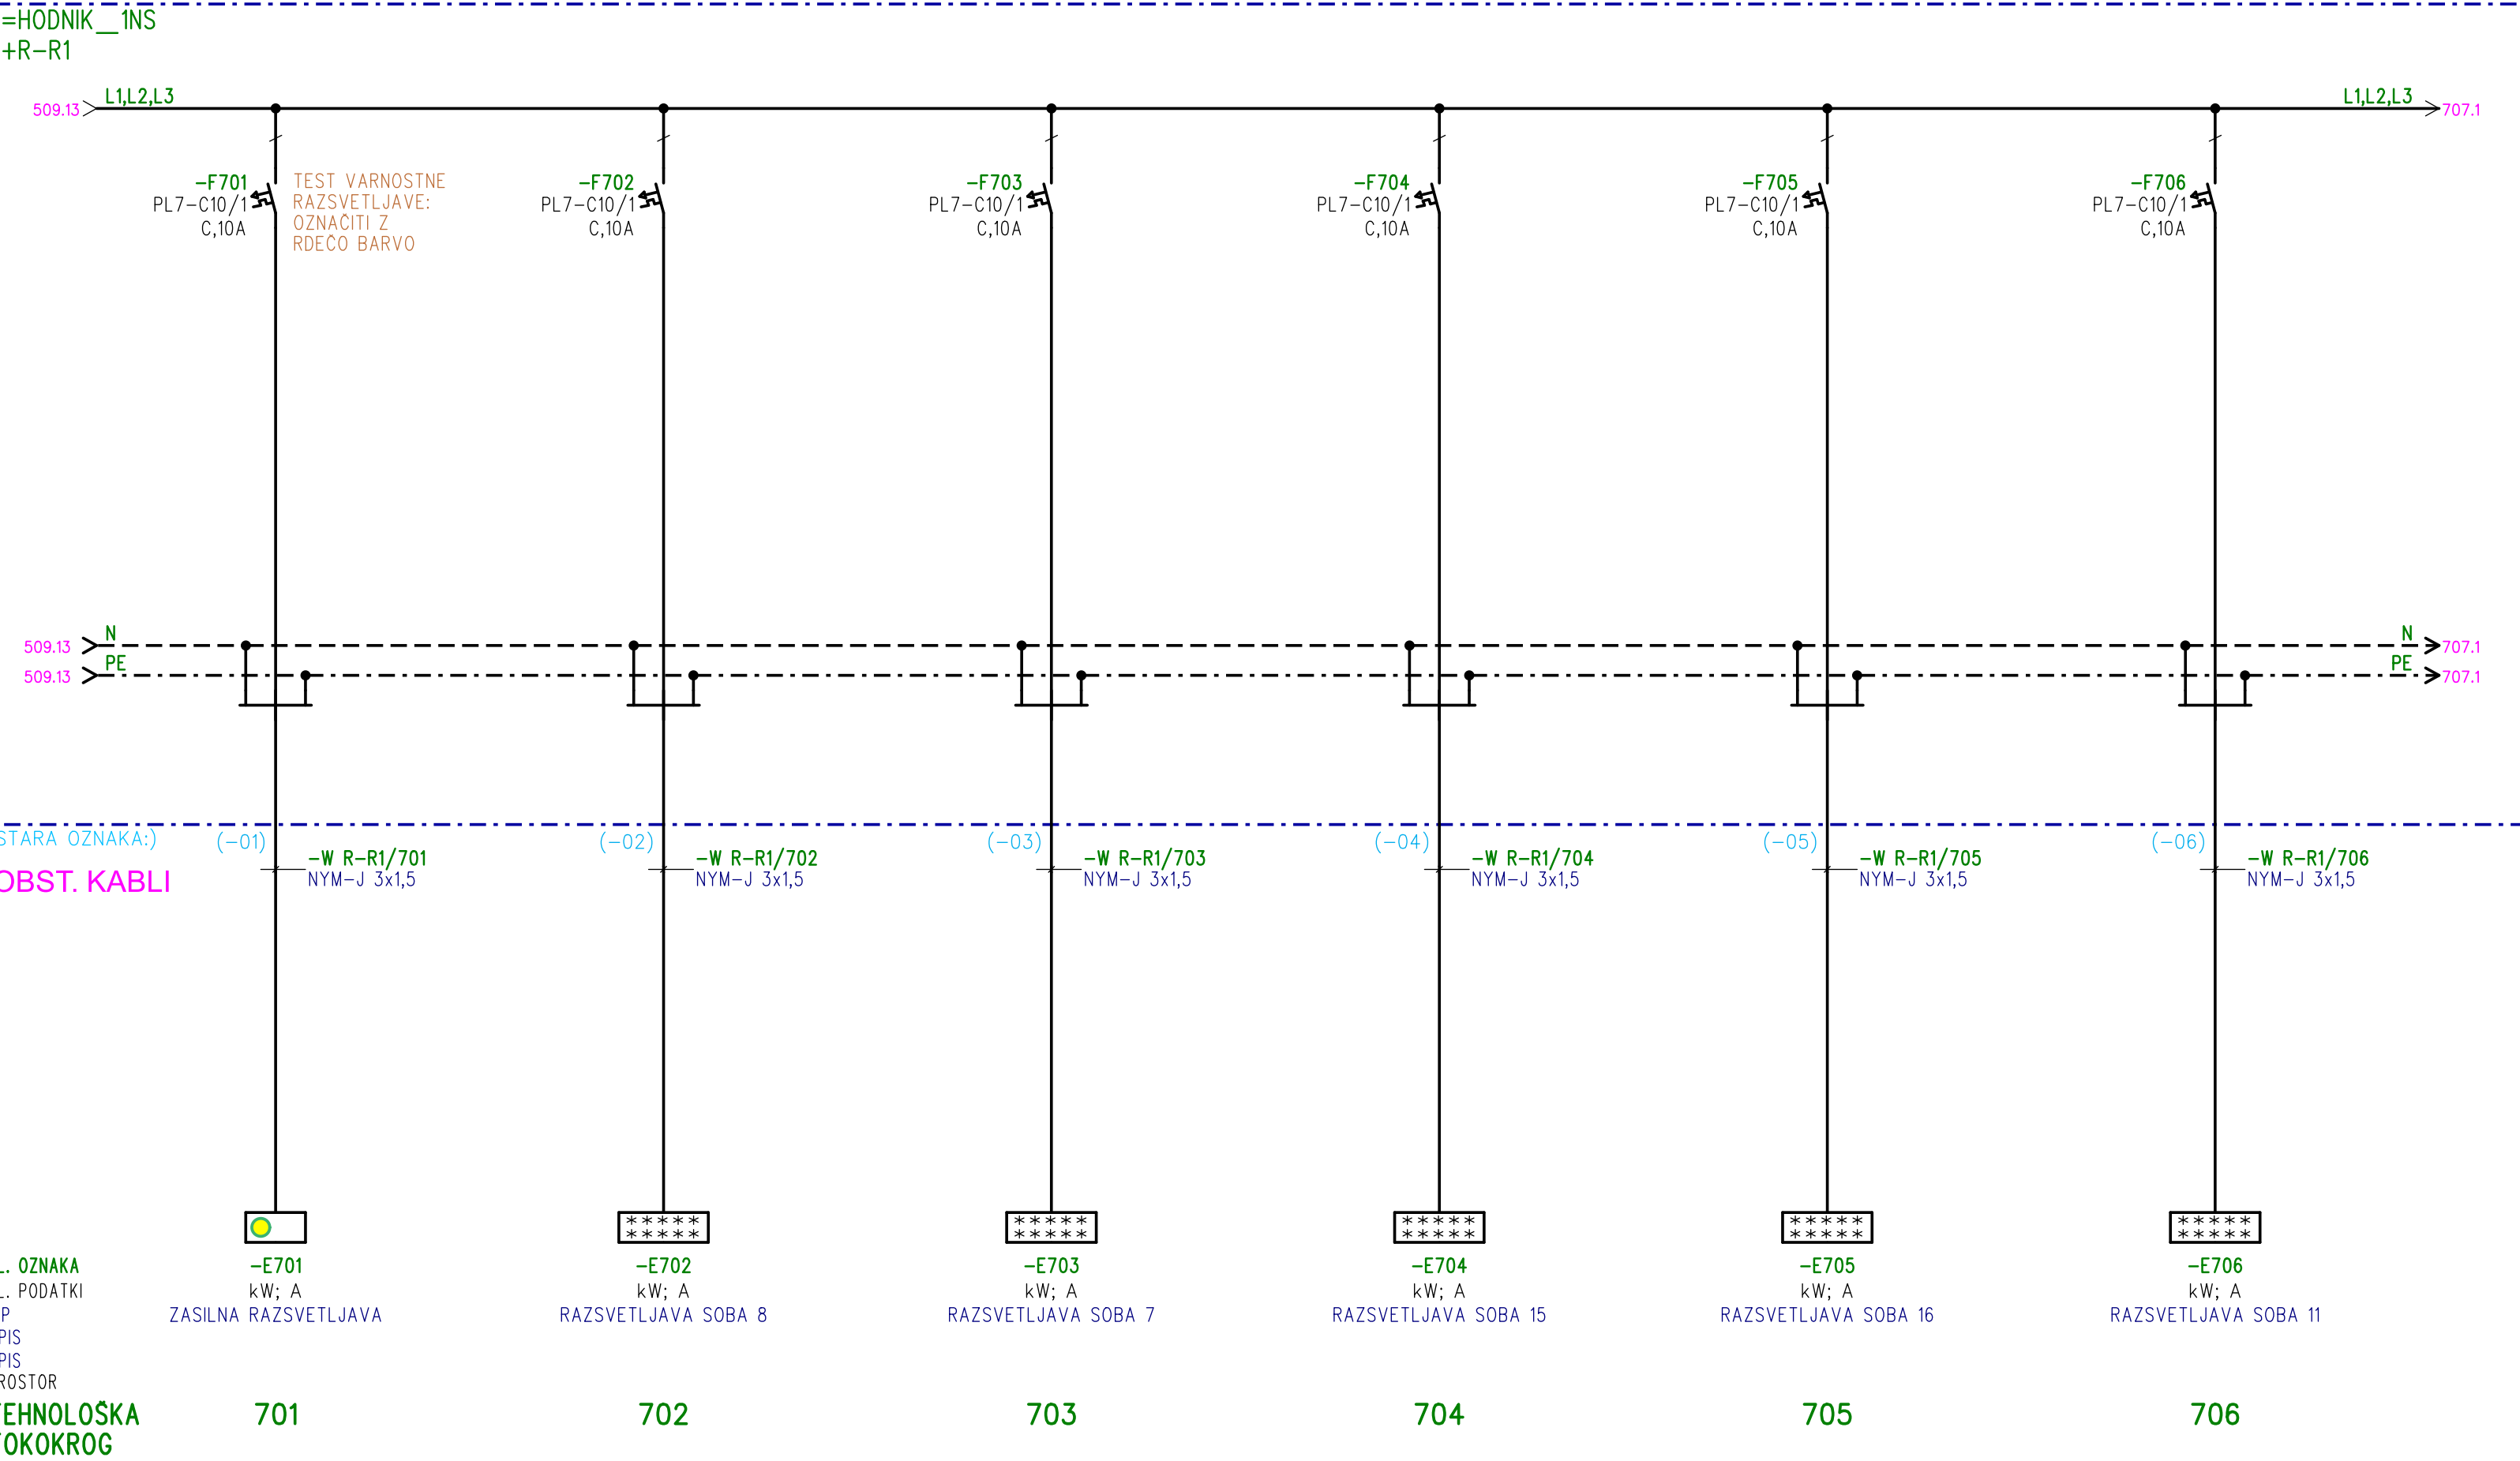 =HODNIK__1NS
+R-R1
509.13 L1,L2,L3 L1,L2,L3 707.1
-F701 -F702 -F703 -F704 -F705 -F706
PL7-C10/1 PL7-C10/1 PL7-C10/1 PL7-C10/1 PL7-C10/1 PL7-C10/1
C,10A C,10A C,10A C,10A C,10A C,10A
TEST VARNOSTNE
RAZSVETLJAVE:
OZNAČITI Z
RDEČO BARVO
509.13 N N 707.1
509.13 PE PE 707.1
STARA OZNAKA:) (-01) (-02) (-03) (-04) (-05) (-06)
-W R-R1/701 -W R-R1/702 -W R-R1/703 -W R-R1/704 -W R-R1/705 -W R-R1/706
OBST. KABLI NYM-J 3x1,5 NYM-J 3x1,5 NYM-J 3x1,5 NYM-J 3x1,5 NYM-J 3x1,5 NYM-J 3x1,5
L. OZNAKA -E701 -E702 -E703 -E704 -E705 -E706
L. PODATKI kW; A kW; A kW; A kW; A kW; A kW; A
P ZASILNA RAZSVETLJAVA RAZSVETLJAVA SOBA 8 RAZSVETLJAVA SOBA 7 RAZSVETLJAVA SOBA 15 RAZSVETLJAVA SOBA 16 RAZSVETLJAVA SOBA 11
PIS
PIS
ROSTOR
TEHNOLOŠKA 701 702 703 704 705 706
TOKOKROG